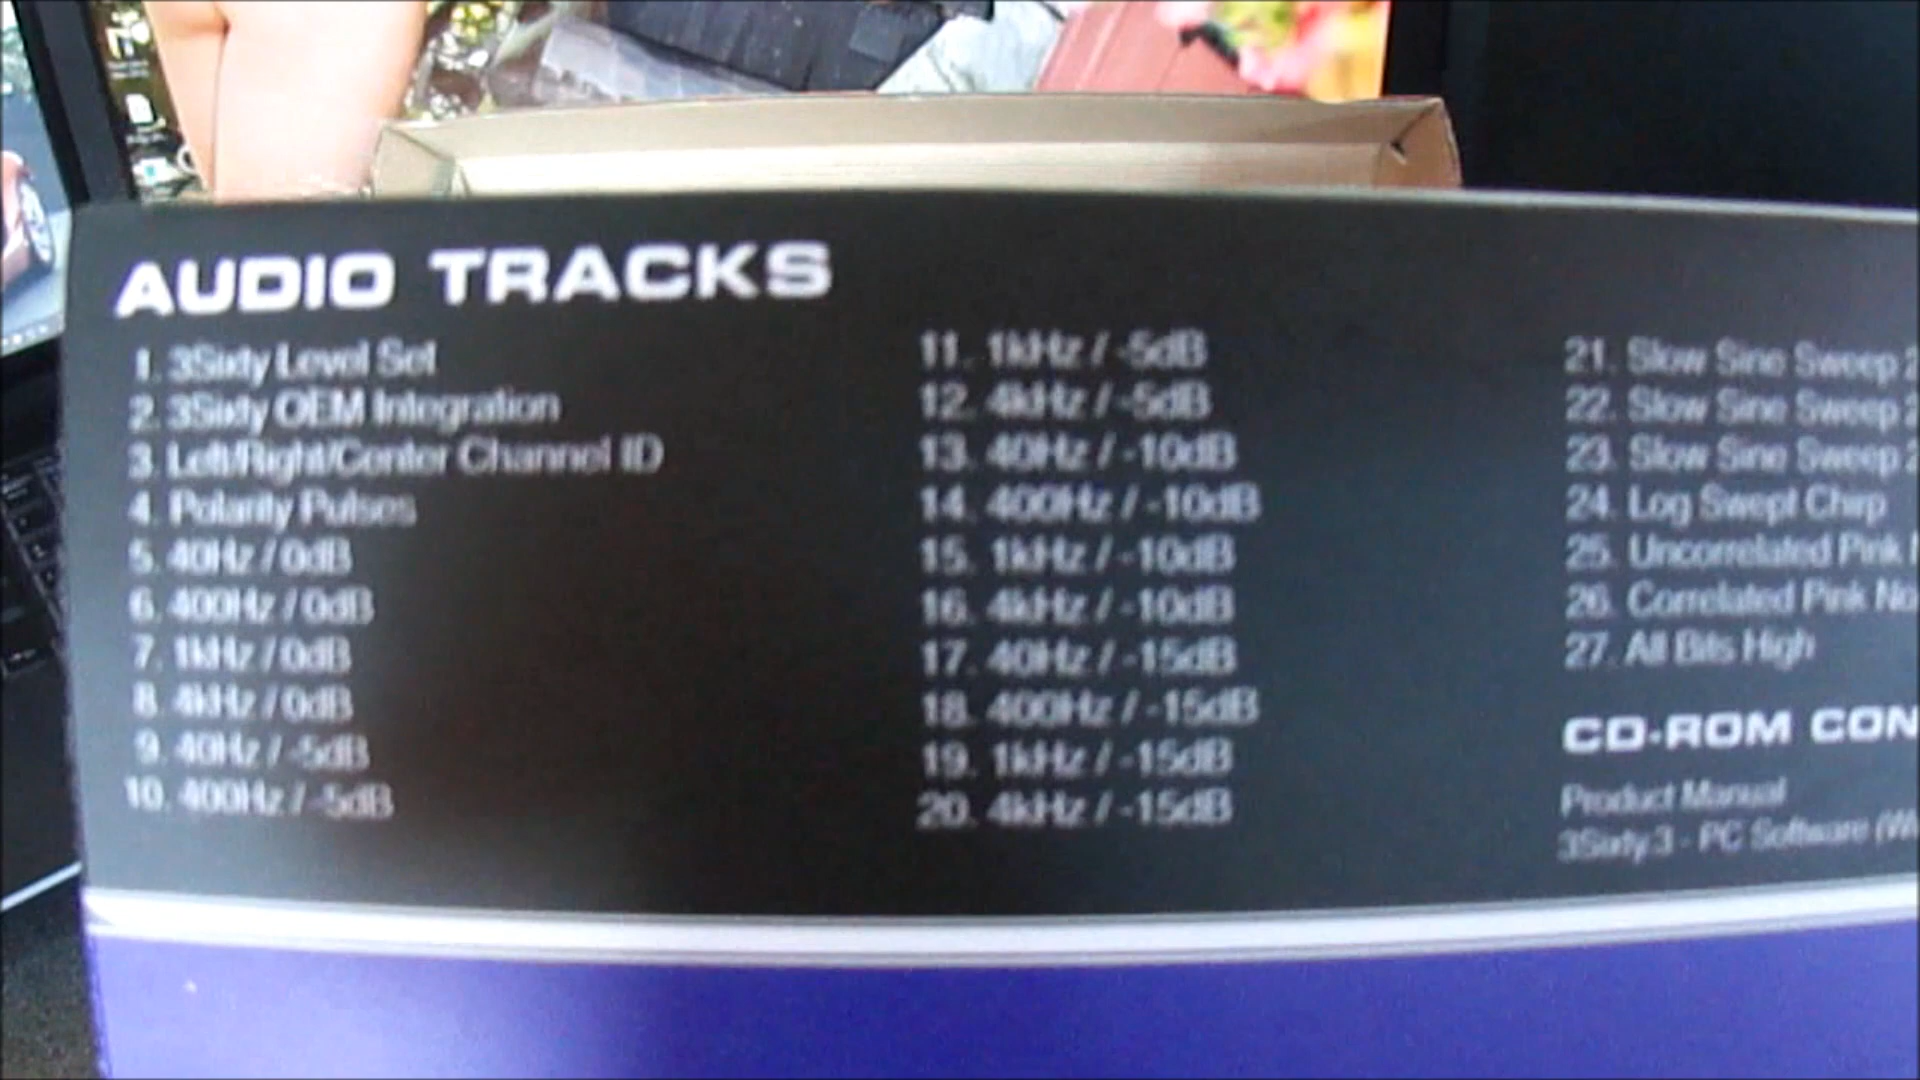 AUDIO TRACKS
1. 3Sixty Level Set
2. 3Sixty OEM Integration
3. Left/Right/Center Channel ID
4. Polarity Pulses
5. 40Hz / 0dB
6. 400Hz / 0dB
7. 1kHz / 0dB
8. 4kHz / 0dB
9. 40Hz / -5dB
10. 400Hz / -5dB
11. 1kHz / -5dB
12. 4kHz / -5dB
13. 40Hz / -10dB
14. 400Hz / -10dB
15. 1kHz / -10dB
16. 4kHz / -10dB
17. 40Hz / -15dB
18. 400Hz / -15dB
19. 1kHz / -15dB
20. 4kHz / -15dB
21. Slow Sine Sweep 2
22. Slow Sine Sweep 2
23. Slow Sine Sweep 2
24. Log Swept Chirp
25. Uncorrelated Pink
26. Correlated Pink No
27. All Bits High
CD-ROM CON
Product Manual
3Sixty.3 - PC Software (W